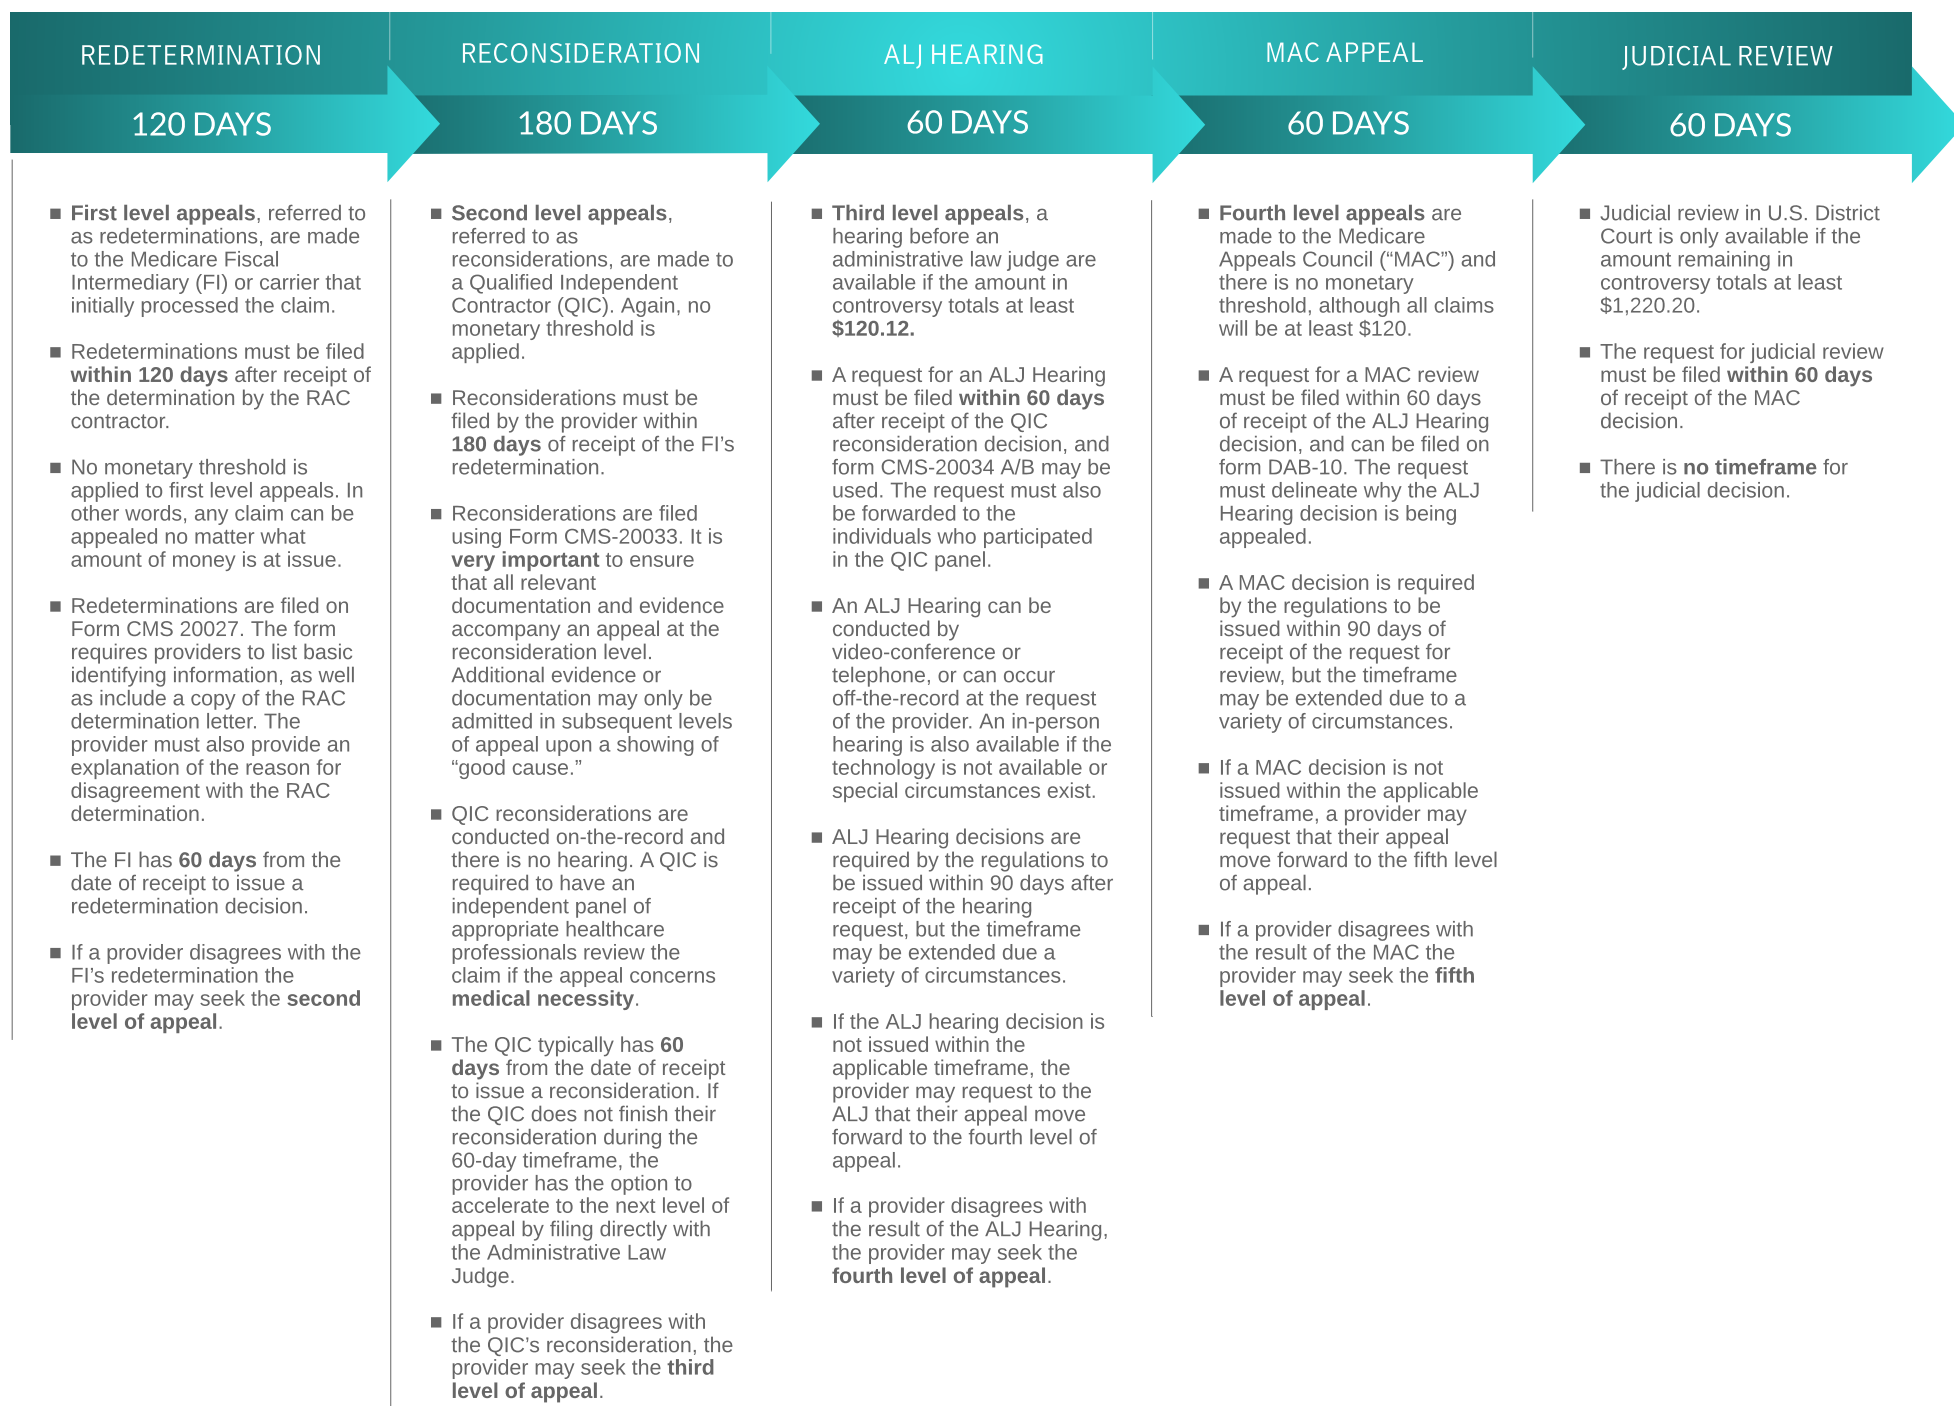 REDETERMINATION
120 DAYS
■ First level appeals, referred to
as redeterminations, are made
to the Medicare Fiscal
Intermediary (FI) or carrier that
initially processed the claim.
■ Redeterminations must be filed
within 120 days after receipt of
the determination by the RAC
contractor.
■ No monetary threshold is
applied to first level appeals. In
other words, any claim can be
appealed no matter what
amount of money is at issue.
■ Redeterminations are filed on
Form CMS 20027. The form
requires providers to list basic
identifying information, as well
as include a copy of the RAC
determination letter. The
provider must also provide an
explanation of the reason for
disagreement with the RAC
determination.
■ The FI has 60 days from the
date of receipt to issue a
redetermination decision.
■ If a provider disagrees with the
FI’s redetermination the
provider may seek the second
level of appeal.
RECONSIDERATION
180 DAYS
■ Second level appeals,
referred to as
reconsiderations, are made to
a Qualified Independent
Contractor (QIC). Again, no
monetary threshold is
applied.
■ Reconsiderations must be
filed by the provider within
180 days of receipt of the FI’s
redetermination.
■ Reconsiderations are filed
using Form CMS-20033. It is
very important to ensure
that all relevant
documentation and evidence
accompany an appeal at the
reconsideration level.
Additional evidence or
documentation may only be
admitted in subsequent levels
of appeal upon a showing of
“good cause.”
■ QIC reconsiderations are
conducted on-the-record and
there is no hearing. A QIC is
required to have an
independent panel of
appropriate healthcare
professionals review the
claim if the appeal concerns
medical necessity.
■ The QIC typically has 60
days from the date of receipt
to issue a reconsideration. If
the QIC does not finish their
reconsideration during the
60-day timeframe, the
provider has the option to
accelerate to the next level of
appeal by filing directly with
the Administrative Law
Judge.
■ If a provider disagrees with
the QIC’s reconsideration, the
provider may seek the third
level of appeal.
ALJ HEARING
60 DAYS
■ Third level appeals, a
hearing before an
administrative law judge are
available if the amount in
controversy totals at least
$120.12.
■ A request for an ALJ Hearing
must be filed within 60 days
after receipt of the QIC
reconsideration decision, and
form CMS-20034 A/B may be
used. The request must also
be forwarded to the
individuals who participated
in the QIC panel.
■ An ALJ Hearing can be
conducted by
video-conference or
telephone, or can occur
off-the-record at the request
of the provider. An in-person
hearing is also available if the
technology is not available or
special circumstances exist.
■ ALJ Hearing decisions are
required by the regulations to
be issued within 90 days after
receipt of the hearing
request, but the timeframe
may be extended due a
variety of circumstances.
■ If the ALJ hearing decision is
not issued within the
applicable timeframe, the
provider may request to the
ALJ that their appeal move
forward to the fourth level of
appeal.
■ If a provider disagrees with
the result of the ALJ Hearing,
the provider may seek the
fourth level of appeal.
MAC APPEAL
60 DAYS
■ Fourth level appeals are
made to the Medicare
Appeals Council (“MAC”) and
there is no monetary
threshold, although all claims
will be at least $120.
■ A request for a MAC review
must be filed within 60 days
of receipt of the ALJ Hearing
decision, and can be filed on
form DAB-10. The request
must delineate why the ALJ
Hearing decision is being
appealed.
■ A MAC decision is required
by the regulations to be
issued within 90 days of
receipt of the request for
review, but the timeframe
may be extended due to a
variety of circumstances.
■ If a MAC decision is not
issued within the applicable
timeframe, a provider may
request that their appeal
move forward to the fifth level
of appeal.
■ If a provider disagrees with
the result of the MAC the
provider may seek the fifth
level of appeal.
JUDICIAL REVIEW
60 DAYS
■ Judicial review in U.S. District
Court is only available if the
amount remaining in
controversy totals at least
$1,220.20.
■ The request for judicial review
must be filed within 60 days
of receipt of the MAC
decision.
■ There is no timeframe for
the judicial decision.